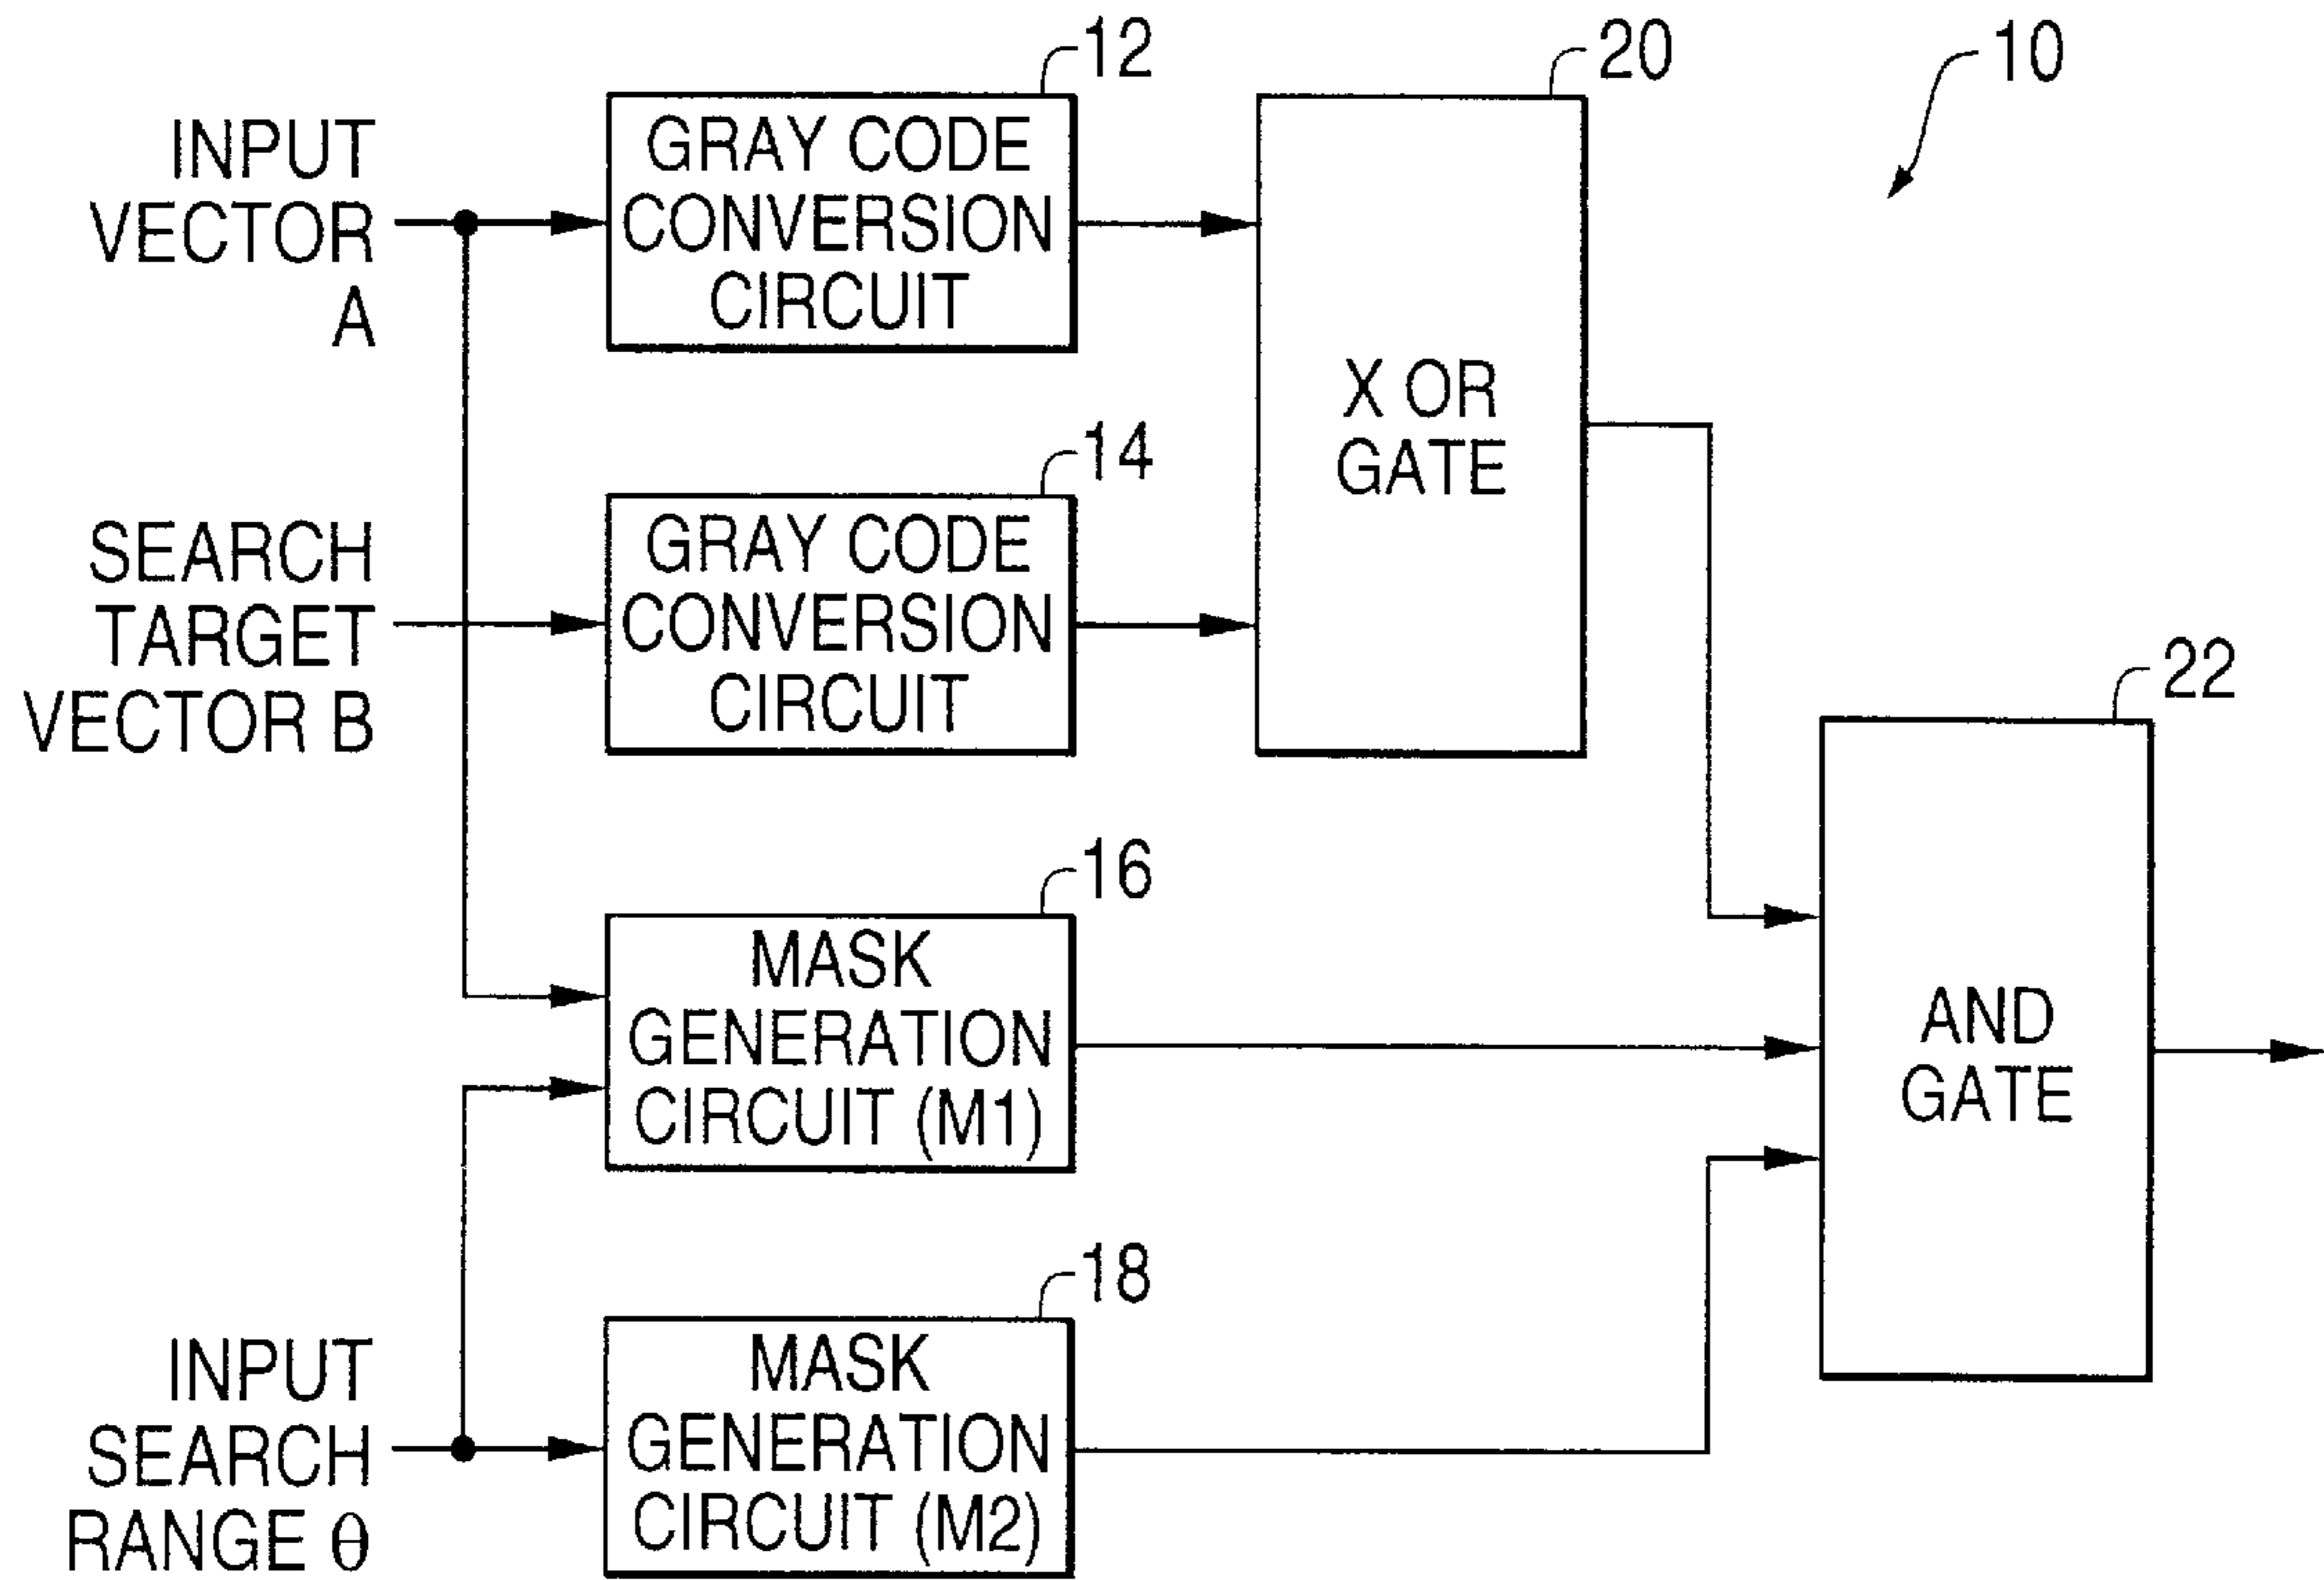 12
20
10
INPUT
VECTOR
A
GRAY CODE
CONVERSION
CIRCUIT
X OR
GATE
14
SEARCH
TARGET
VECTOR B
GRAY CODE
CONVERSION
CIRCUIT
22
16
MASK
GENERATION
CIRCUIT (M1)
AND
GATE
18
INPUT
SEARCH
RANGE θ
MASK
GENERATION
CIRCUIT (M2)